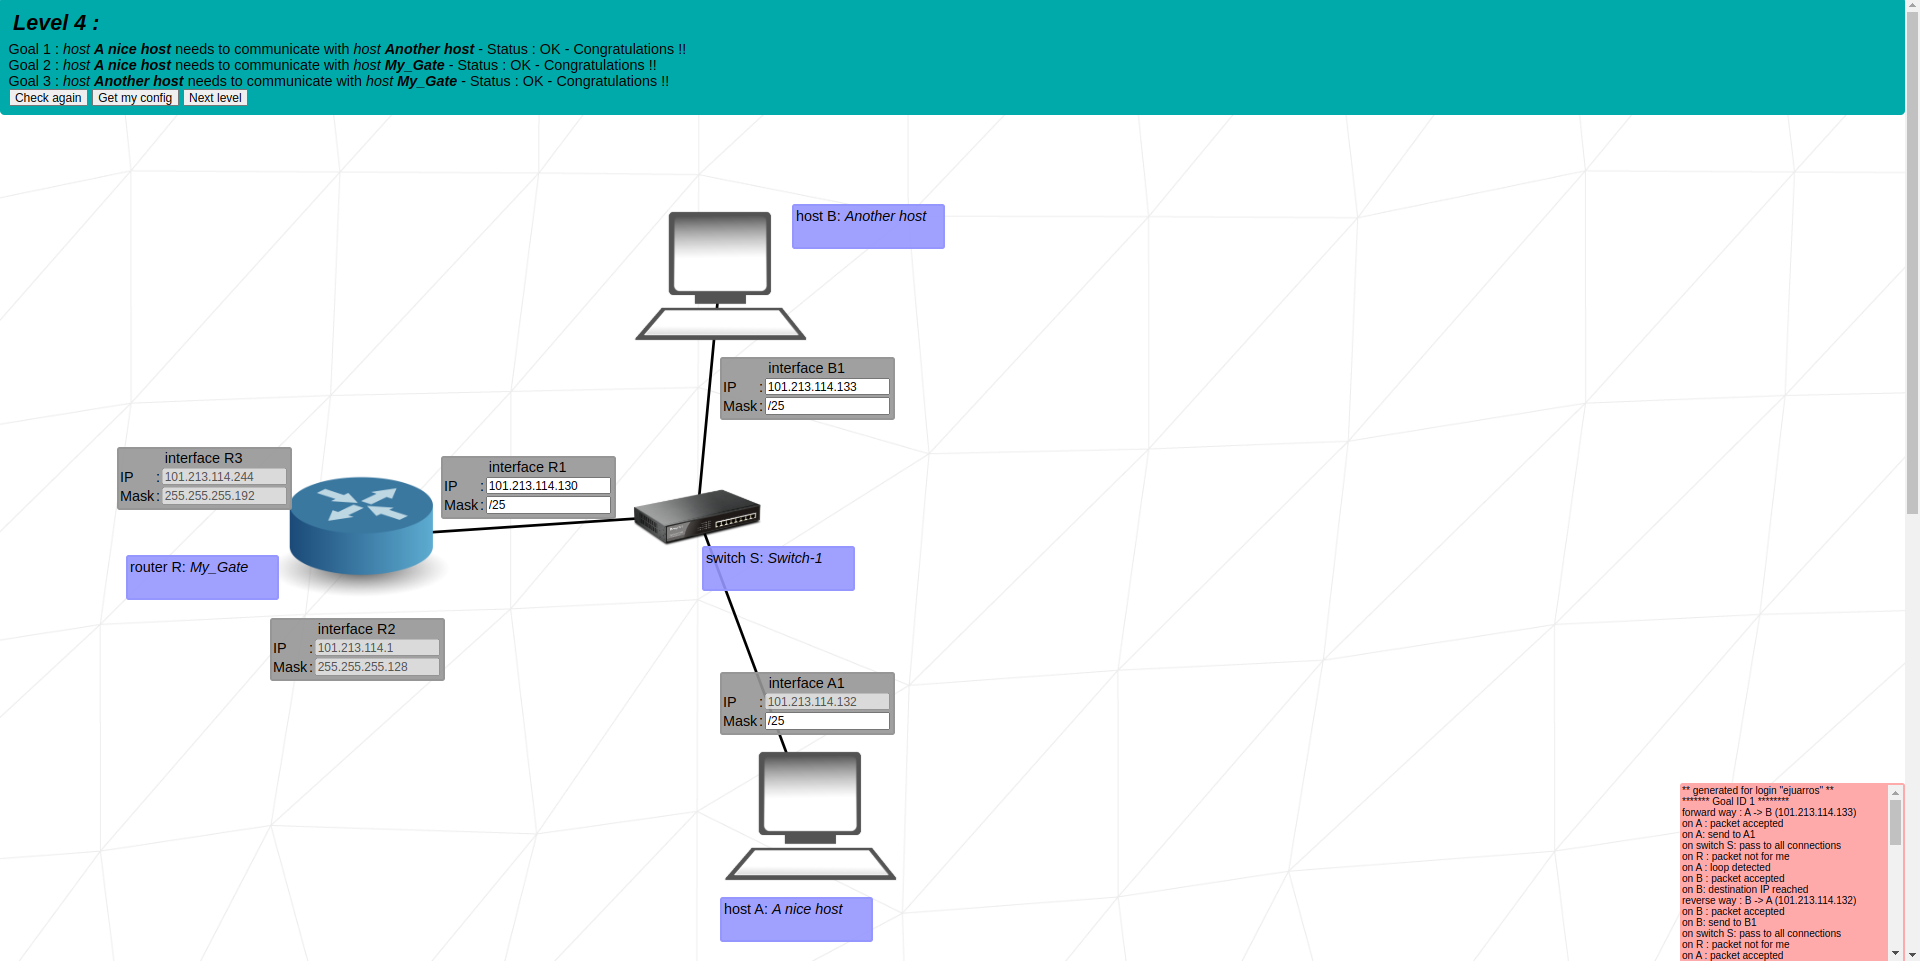 Level 4 :
Goal 1 : host A nice host needs to communicate with host Another host - Status : OK - Congratulations !!
Goal 2 : host A nice host needs to communicate with host My_Gate - Status : OK - Congratulations !!
Goal 3 : host Another host needs to communicate with host My_Gate - Status : OK - Congratulations !!
Check again Get my config Next level
host B: Another host
interface B1
IP : 101.213.114.133
Mask : /25
interface R3
IP : 101.213.114.244
Mask : 255.255.255.192
interface R1
IP : 101.213.114.130
Mask : /25
switch S: Switch-1
router R: My_Gate
interface R2
IP : 101.213.114.1
Mask : 255.255.255.128
interface A1
IP : 101.213.114.132
Mask : /25
host A: A nice host
** generated for login "ejuarros" **
******* Goal ID 1 ********
forward way : A -> B (101.213.114.133)
on A : packet accepted
on A: send to A1
on switch S: pass to all connections
on R : packet not for me
on A : loop detected
on B : packet accepted
on B: destination IP reached
reverse way : B -> A (101.213.114.132)
on B : packet accepted
on B: send to B1
on switch S: pass to all connections
on R : packet not for me
on A : packet accepted